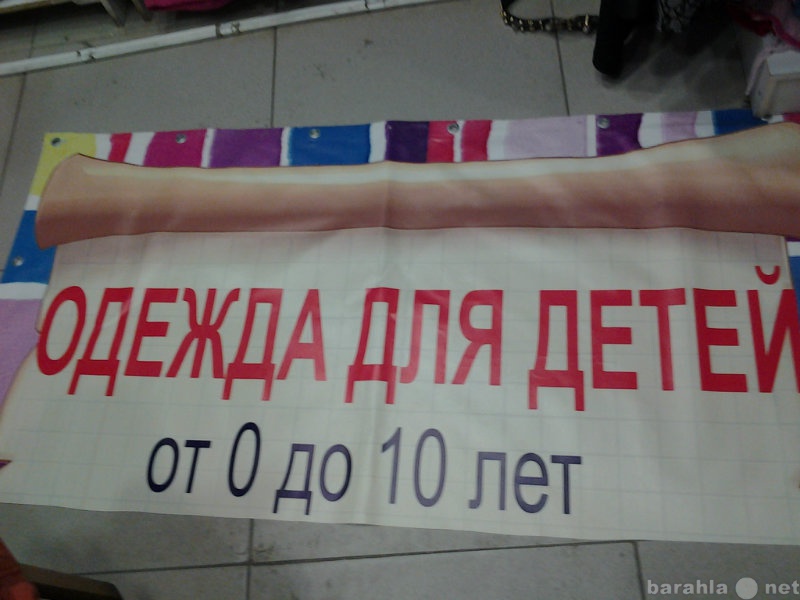 ОДЕЖДА ДЛЯ ДЕТЕЙ
от 0 до 10 лет
barahla net